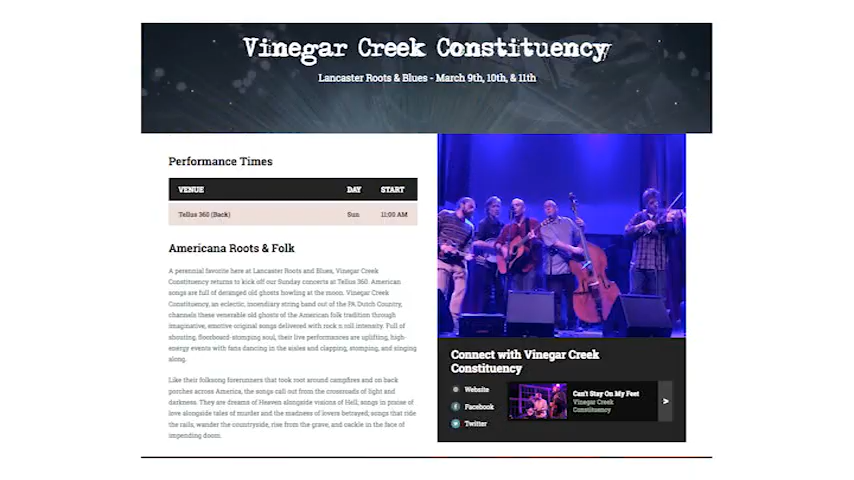 Vinegar Creek Constituency
Lancaster Roots & Blues - March 9th, 10th, & 11th
Performance Times
VENUE DAY START
Tellus 360 (Back) Sun 11:00 AM
Americana Roots & Folk
A perennial favorite here at Lancaster Roots and Blues, Vinegar Creek
Constituency returns to kick off our Sunday concerts at Tellus 360. American
songs are full of deranged old ghosts howling at the moon. Vinegar Creek
Constituency, an eclectic, incendiary string band out of the PA Dutch Country,
channels these venerable old ghosts of the American folk tradition through
imaginative, emotive original songs delivered with rock n roll intensity. Full of
shouting, floorboard-stomping soul, their live performances are uplifting, high-
energy events with fans dancing in the aisles and clapping, stomping, and singing
along.
Like their folksong forerunners that took root around campfires and on back
porches across America, the songs call out from the crossroads of light and
darkness. They are dreams of Heaven alongside visions of Hell, songs in praise of
love alongside tales of murder and the madness of lovers betrayed; songs that ride
the rails, wander the countryside, rise from the grave, and cackle in the face of
impending doom.
Connect with Vinegar Creek
Constituency
Website
Facebook
Twitter
Can't Stay On My Feet
Vinegar Creek
Constituency
>